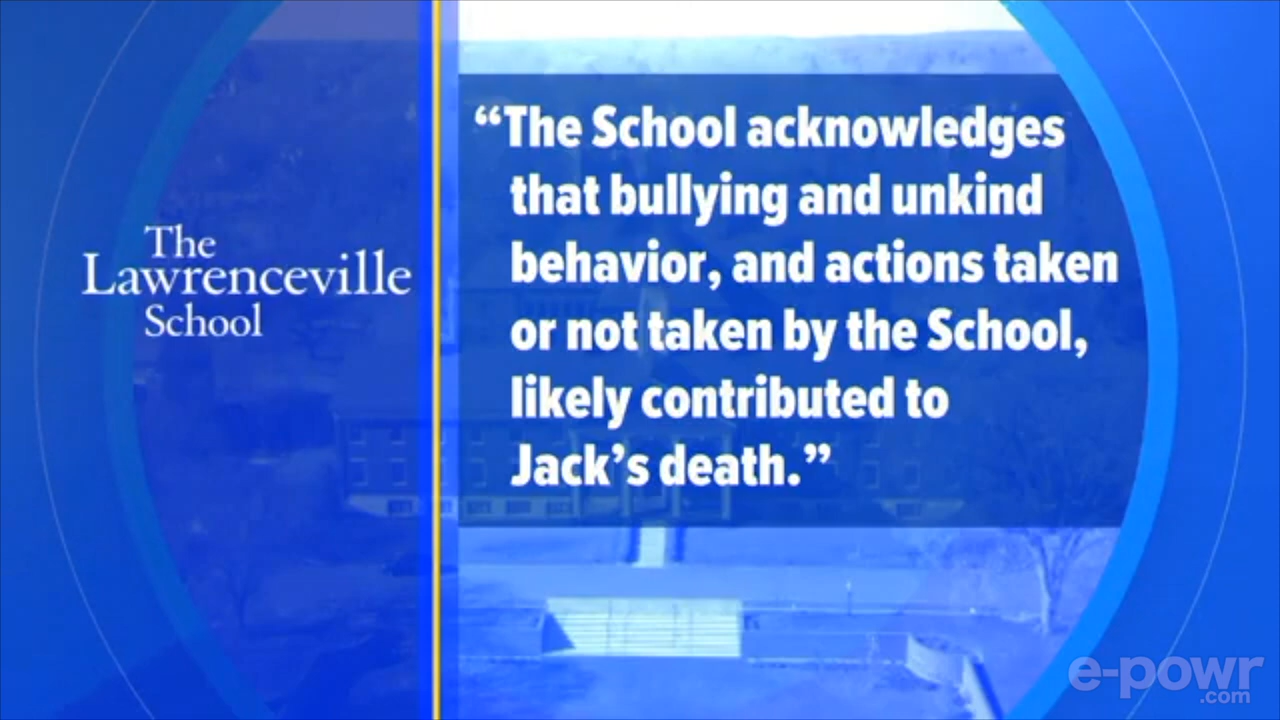 The
Lawrenceville
School
“The School acknowledges
that bullying and unkind
behavior, and actions taken
or not taken by the School,
likely contributed to
Jack’s death.”
e-powr
.com